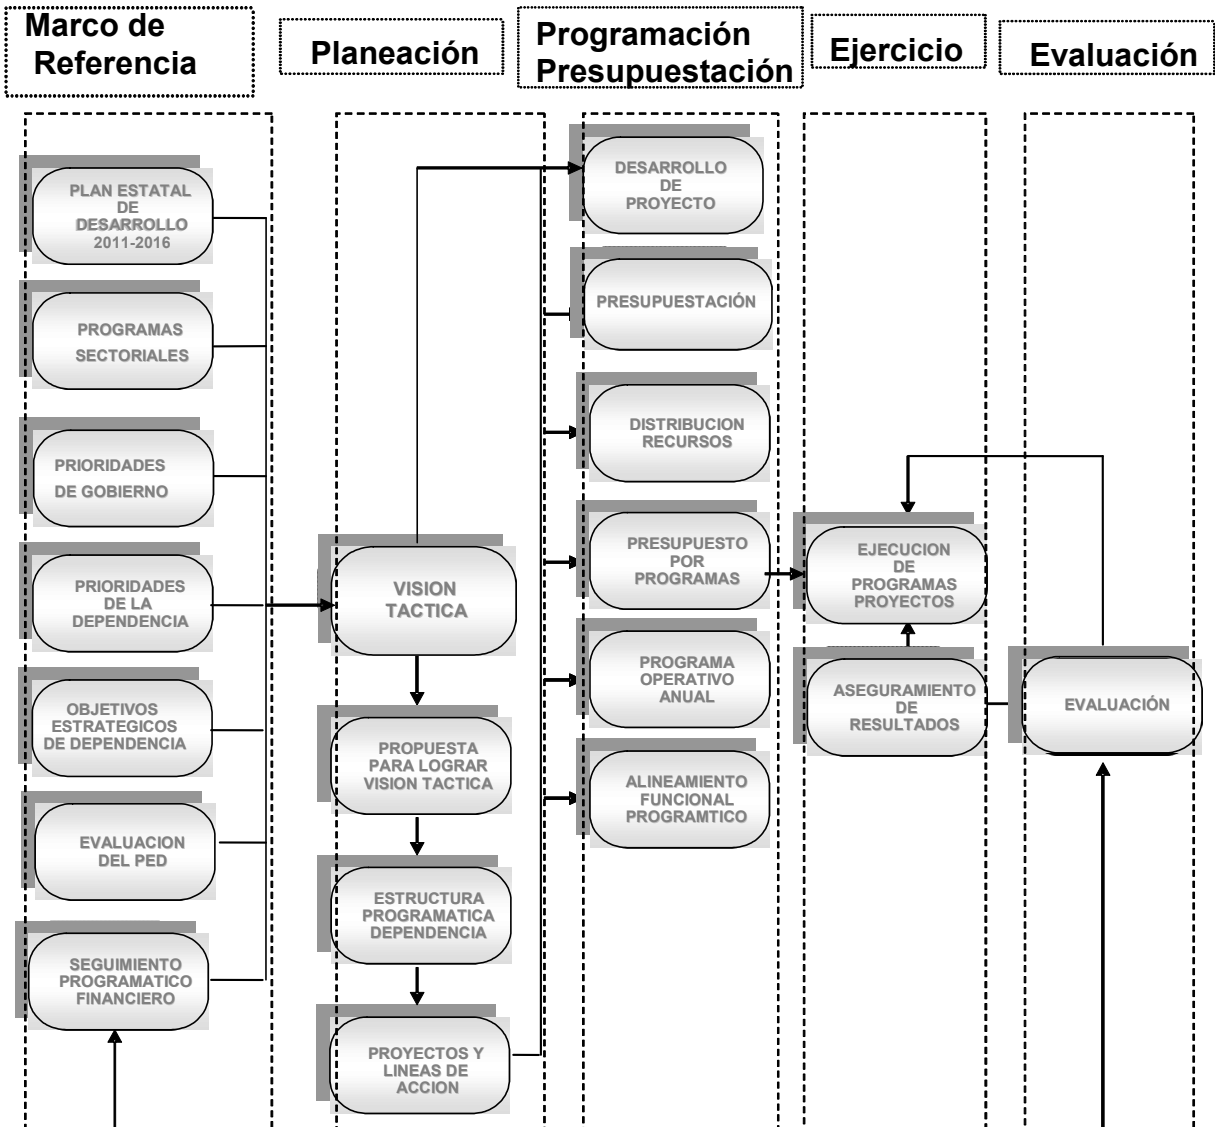 Marco de
Referencia
Planeación
Programación
Presupuestación
Ejercicio
Evaluación
PLAN ESTATAL
DE
DESARROLLO
2011-2016
PROGRAMAS
SECTORIALES
PRIORIDADES
DE GOBIERNO
PRIORIDADES
DE LA
DEPENDENCIA
OBJETIVOS
ESTRATEGICOS
DE DEPENDENCIA
EVALUACION
DEL PED
SEGUIMIENTO
PROGRAMATICO
FINANCIERO
VISION
TACTICA
PROPUESTA
PARA LOGRAR
VISION TACTICA
ESTRUCTURA
PROGRAMATICA
DEPENDENCIA
PROYECTOS Y
LINEAS DE
ACCION
DESARROLLO
DE
PROYECTO
PRESUPUESTACIÓN
DISTRIBUCION
RECURSOS
PRESUPUESTO
POR
PROGRAMAS
PROGRAMA
OPERATIVO
ANUAL
ALINEAMIENTO
FUNCIONAL
PROGRAMTICO
EJECUCION
DE
PROGRAMAS
PROYECTOS
ASEGURAMIENTO
DE
RESULTADOS
EVALUACIÓN